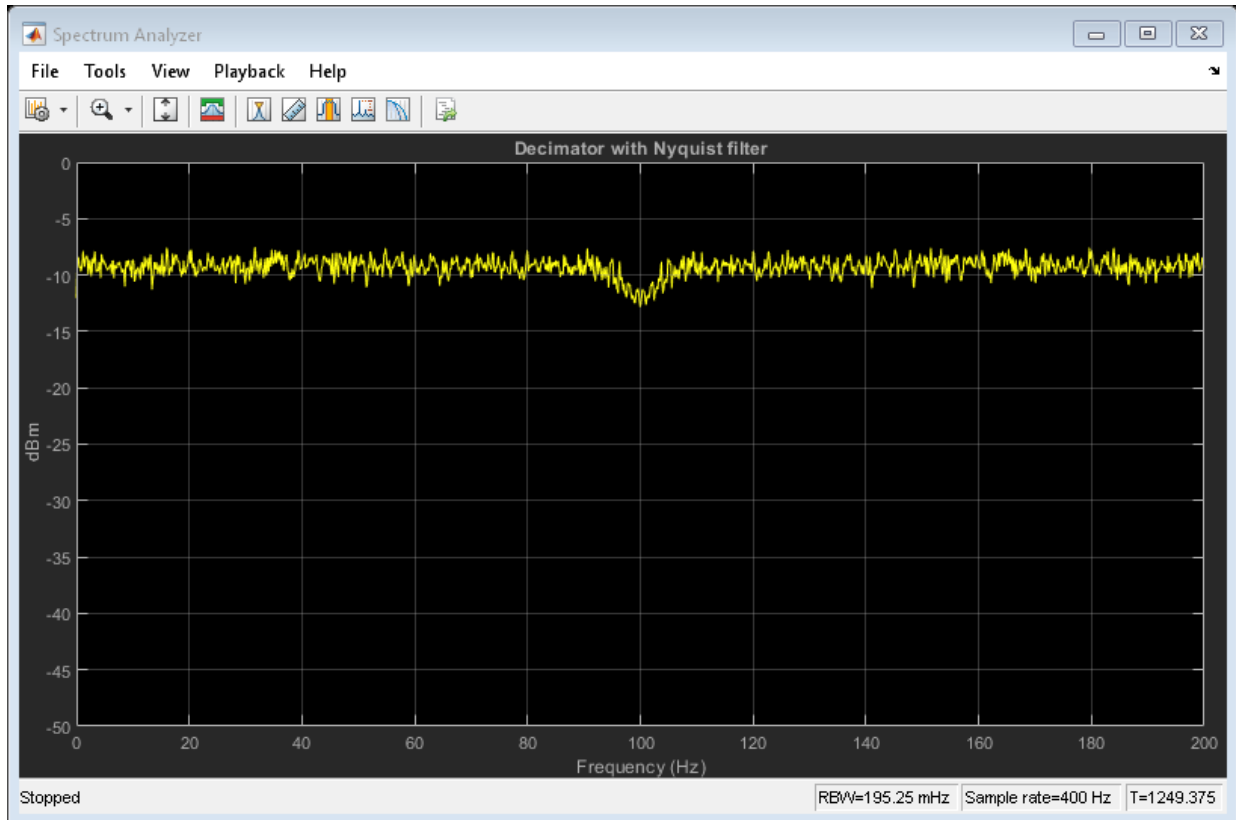 Spectrum Analyzer
File Tools View Playback Help
Decimator with Nyquist filter
0
-5
-10
-15
-20
-25
-30
-35
-40
-45
-50
dBm
0 20 40 60 80 100 120 140 160 180 200
Frequency (Hz)
Stopped RBW=195.25 mHz Sample rate=400 Hz T=1249.375